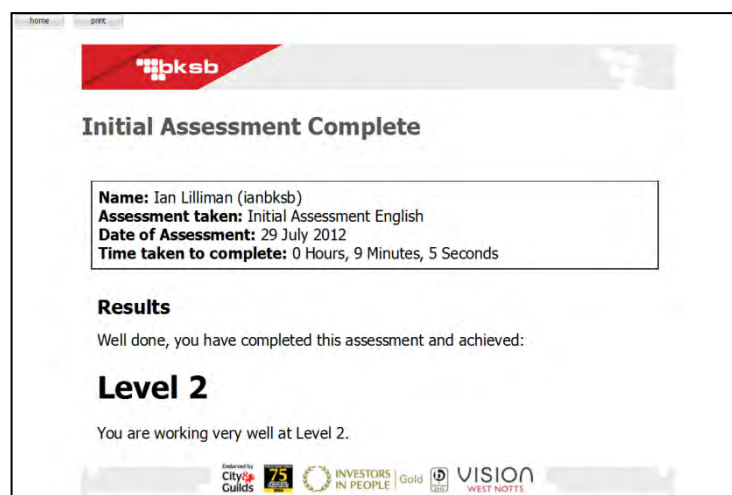 home print
bksb
Initial Assessment Complete
Name: Ian Lilliman (ianbksb)
Assessment taken: Initial Assessment English
Date of Assessment: 29 July 2012
Time taken to complete: 0 Hours, 9 Minutes, 5 Seconds
Results
Well done, you have completed this assessment and achieved:
Level 2
You are working very well at Level 2.
Endorsed by
City& Guilds
75
INVESTORS IN PEOPLE Gold
VISION
WEST NOTTS